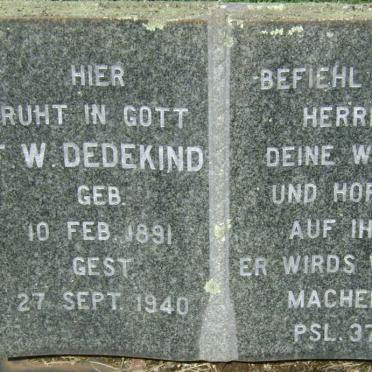 HIER
RUHT IN GOTT
W. DEDEKIND
GEB.
10 FEB. 1891
GEST
27 SEPT. 1940
BEFIEHL
HERR
DEINE W
UND HOF
AUF IH
ER WIRDS
MACHE
PSL. 37